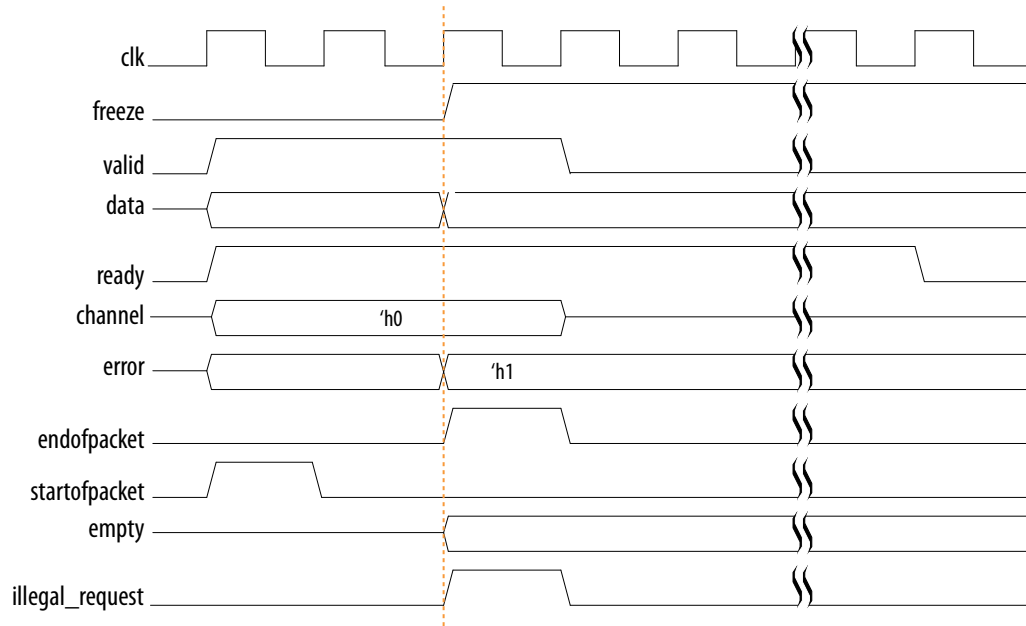 clk
freeze
valid
data
ready
channel
‘h0
error
‘h1
endofpacket
startofpacket
empty
illegal_request